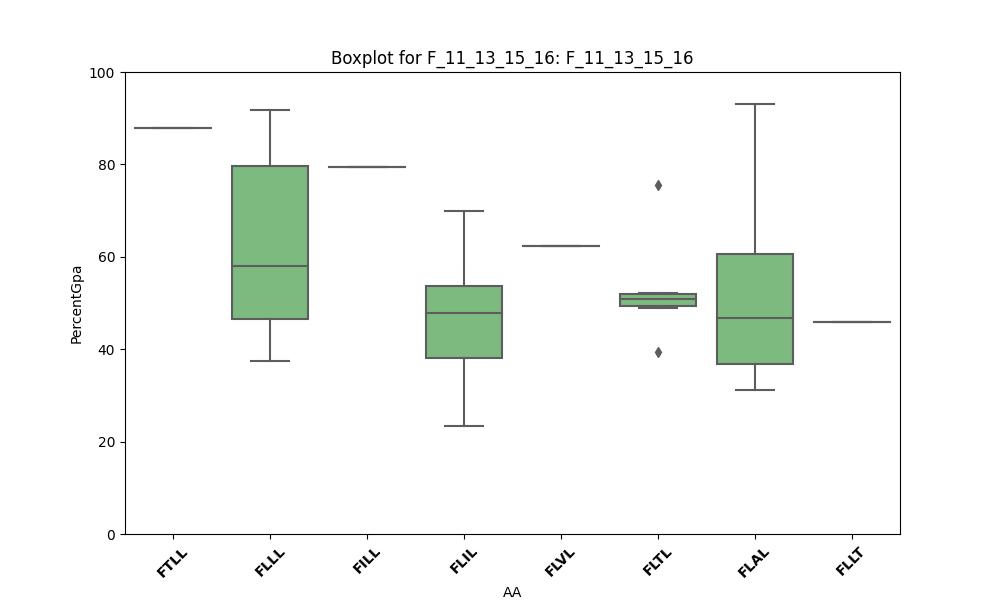 Boxplot for F_11_13_15_16: F_11_13_15_16
PercentGpa
100
80
60
40
20
0
FTLL
FLLL
FILL
FLIL
FLVL
FLTL
FLAL
FLLT
AA